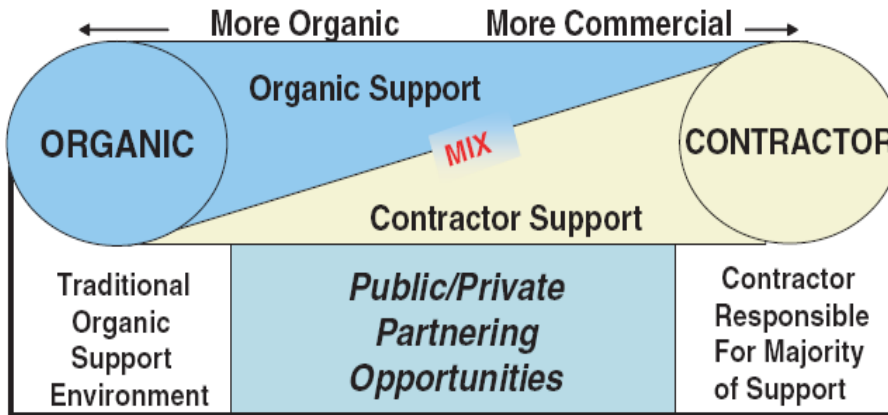 More Organic More Commercial
Organic Support
ORGANIC
MIX
CONTRACTOR
Contractor Support
Traditional
Organic
Support
Environment
Public/Private
Partnering
Opportunities
Contractor
Responsible
For Majority
of Support